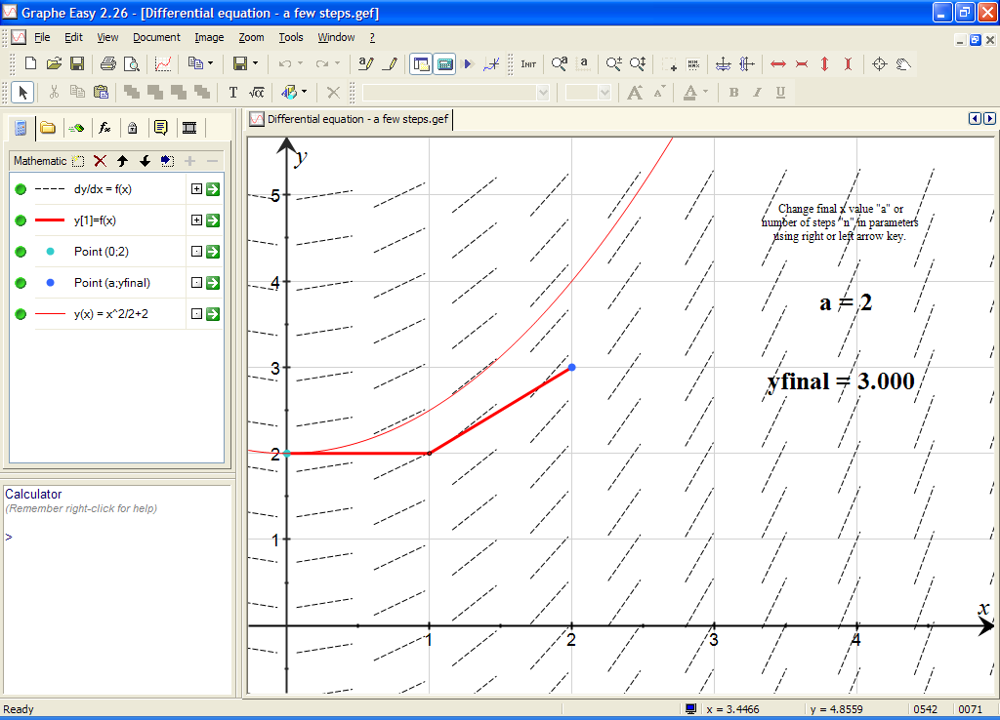 Graphe Easy 2.26 - [Differential equation - a few steps.gef]
File Edit View Document Image Zoom Tools Window ?
INIT a
T
B I U
Differential equation - a few steps.gef
Mathematic
dy/dx = f(x)
y[1]=f(x)
Point (0;2)
Point (a;yfinal)
y(x) = x^2/2+2
Calculator
(Remember right-click for help)
>
y
5
4
3
2
1
1 2 3 4
x
Change final x value "a" or
number of steps "n" in parameters
using right or left arrow key.
a = 2
yfinal = 3.000
Ready
x = 3.4466 y = 4.8559 0542 0071